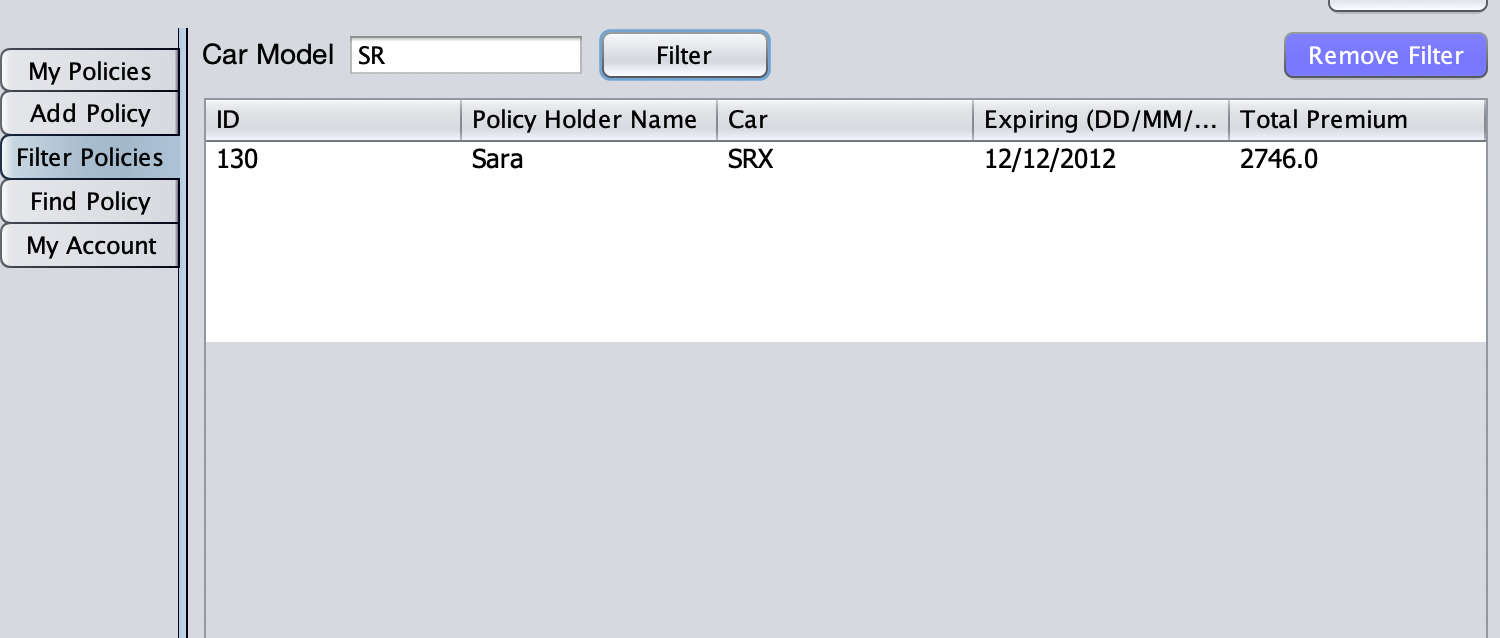 Car Model SR Filter Remove Filter
My Policies
Add Policy
Filter Policies
Find Policy
My Account
ID Policy Holder Name Car Expiring (DD/MM/... Total Premium
130 Sara SRX 12/12/2012 2746.0